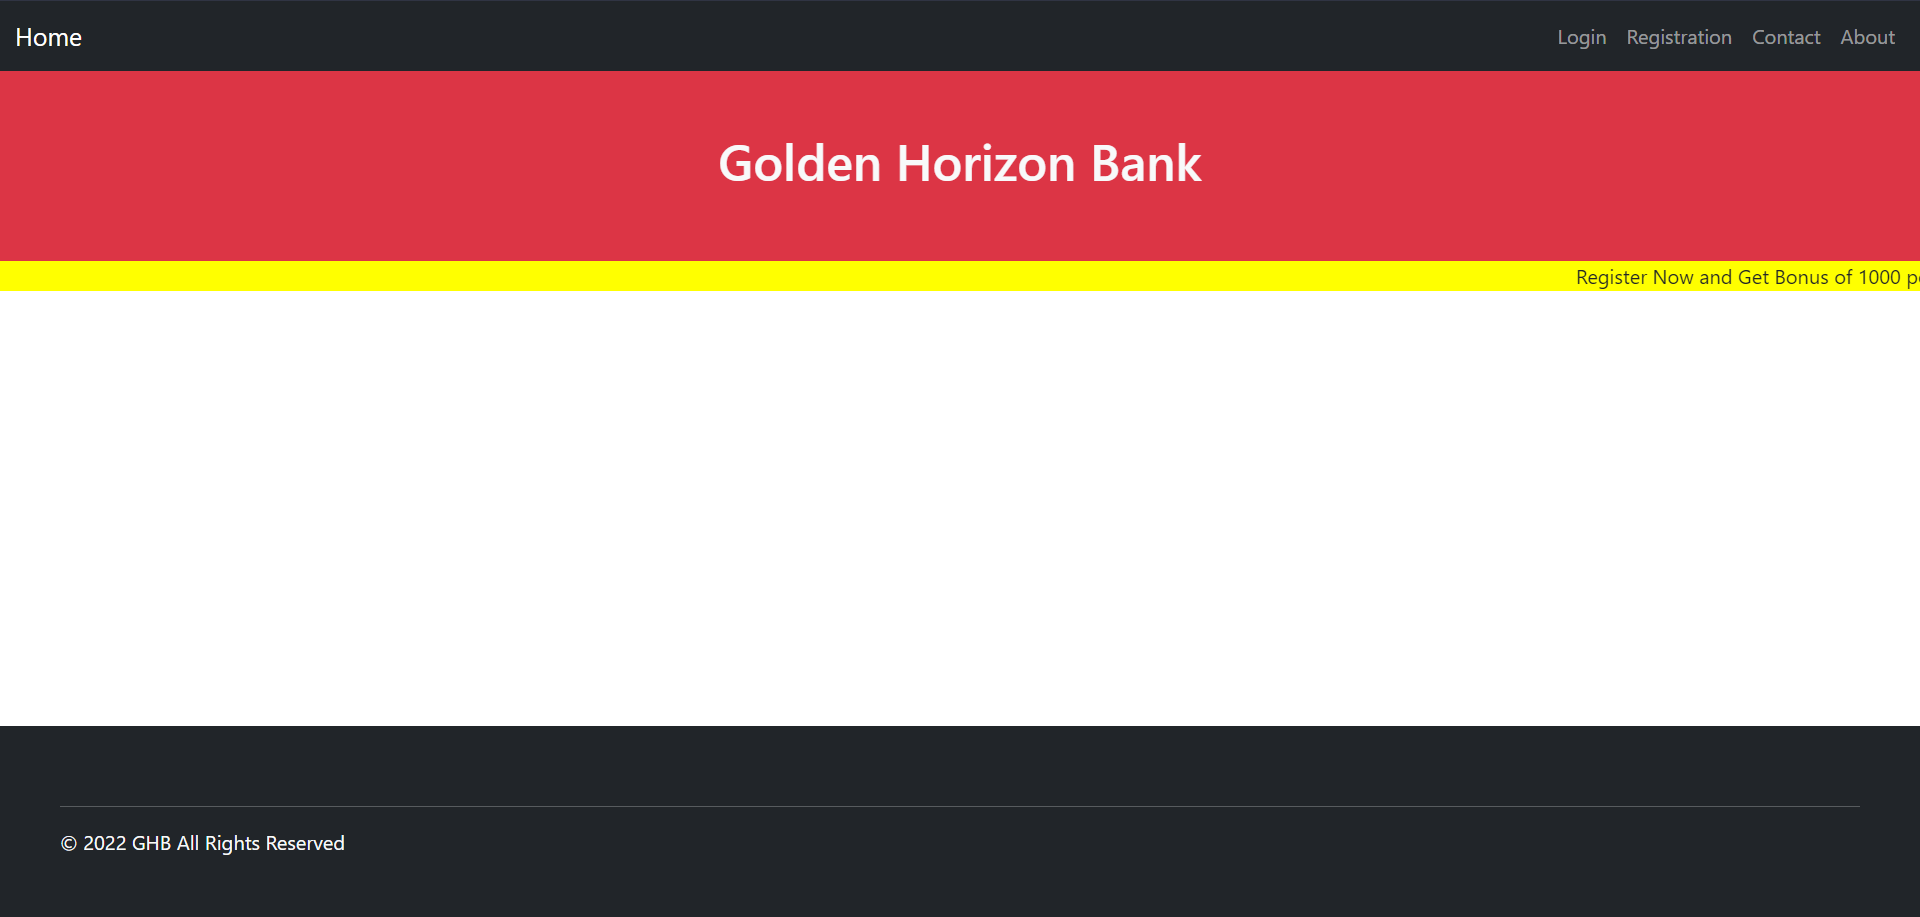 Home
Login Registration Contact About
Golden Horizon Bank
Register Now and Get Bonus of 1000
© 2022 GHB All Rights Reserved